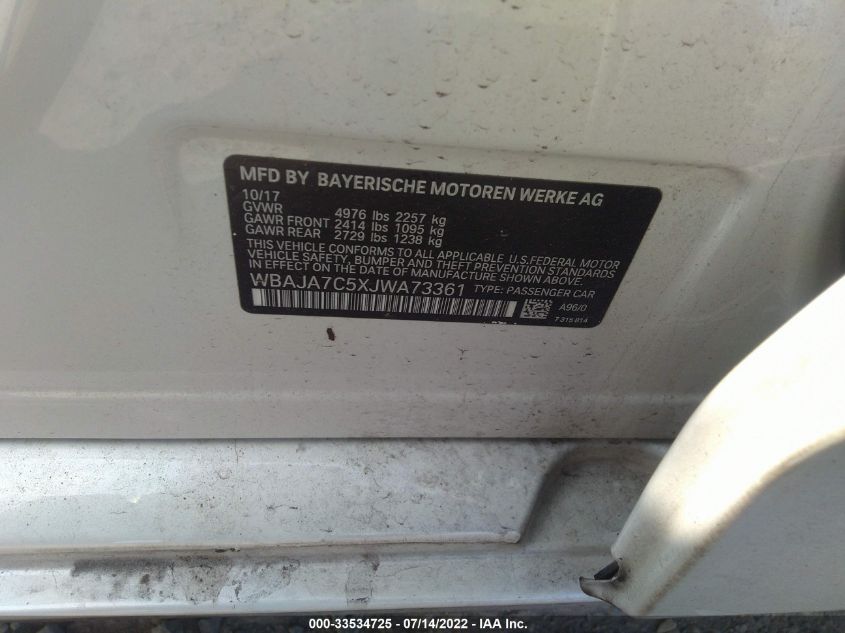 MFD BY BAYERISCHE MOTOREN WERKE AG
10/17
GVWR 4976 lbs 2257 kg
GAWR FRONT 2414 lbs 1095 kg
GAWR REAR 2729 lbs 1238 kg
THIS VEHICLE CONFORMS TO ALL APPLICABLE U.S.FEDERAL MOTOR
VEHICLE SAFETY, BUMPER AND THEFT PREVENTION STANDARDS
IN EFFECT ON THE DATE OF MANUFACTURE SHOWN ABOVE.
WBAJA7C5XJWA73361 TYPE: PASSENGER CAR
A96/0
7 315 814
000-33534725 - 07/14/2022 - IAA Inc.